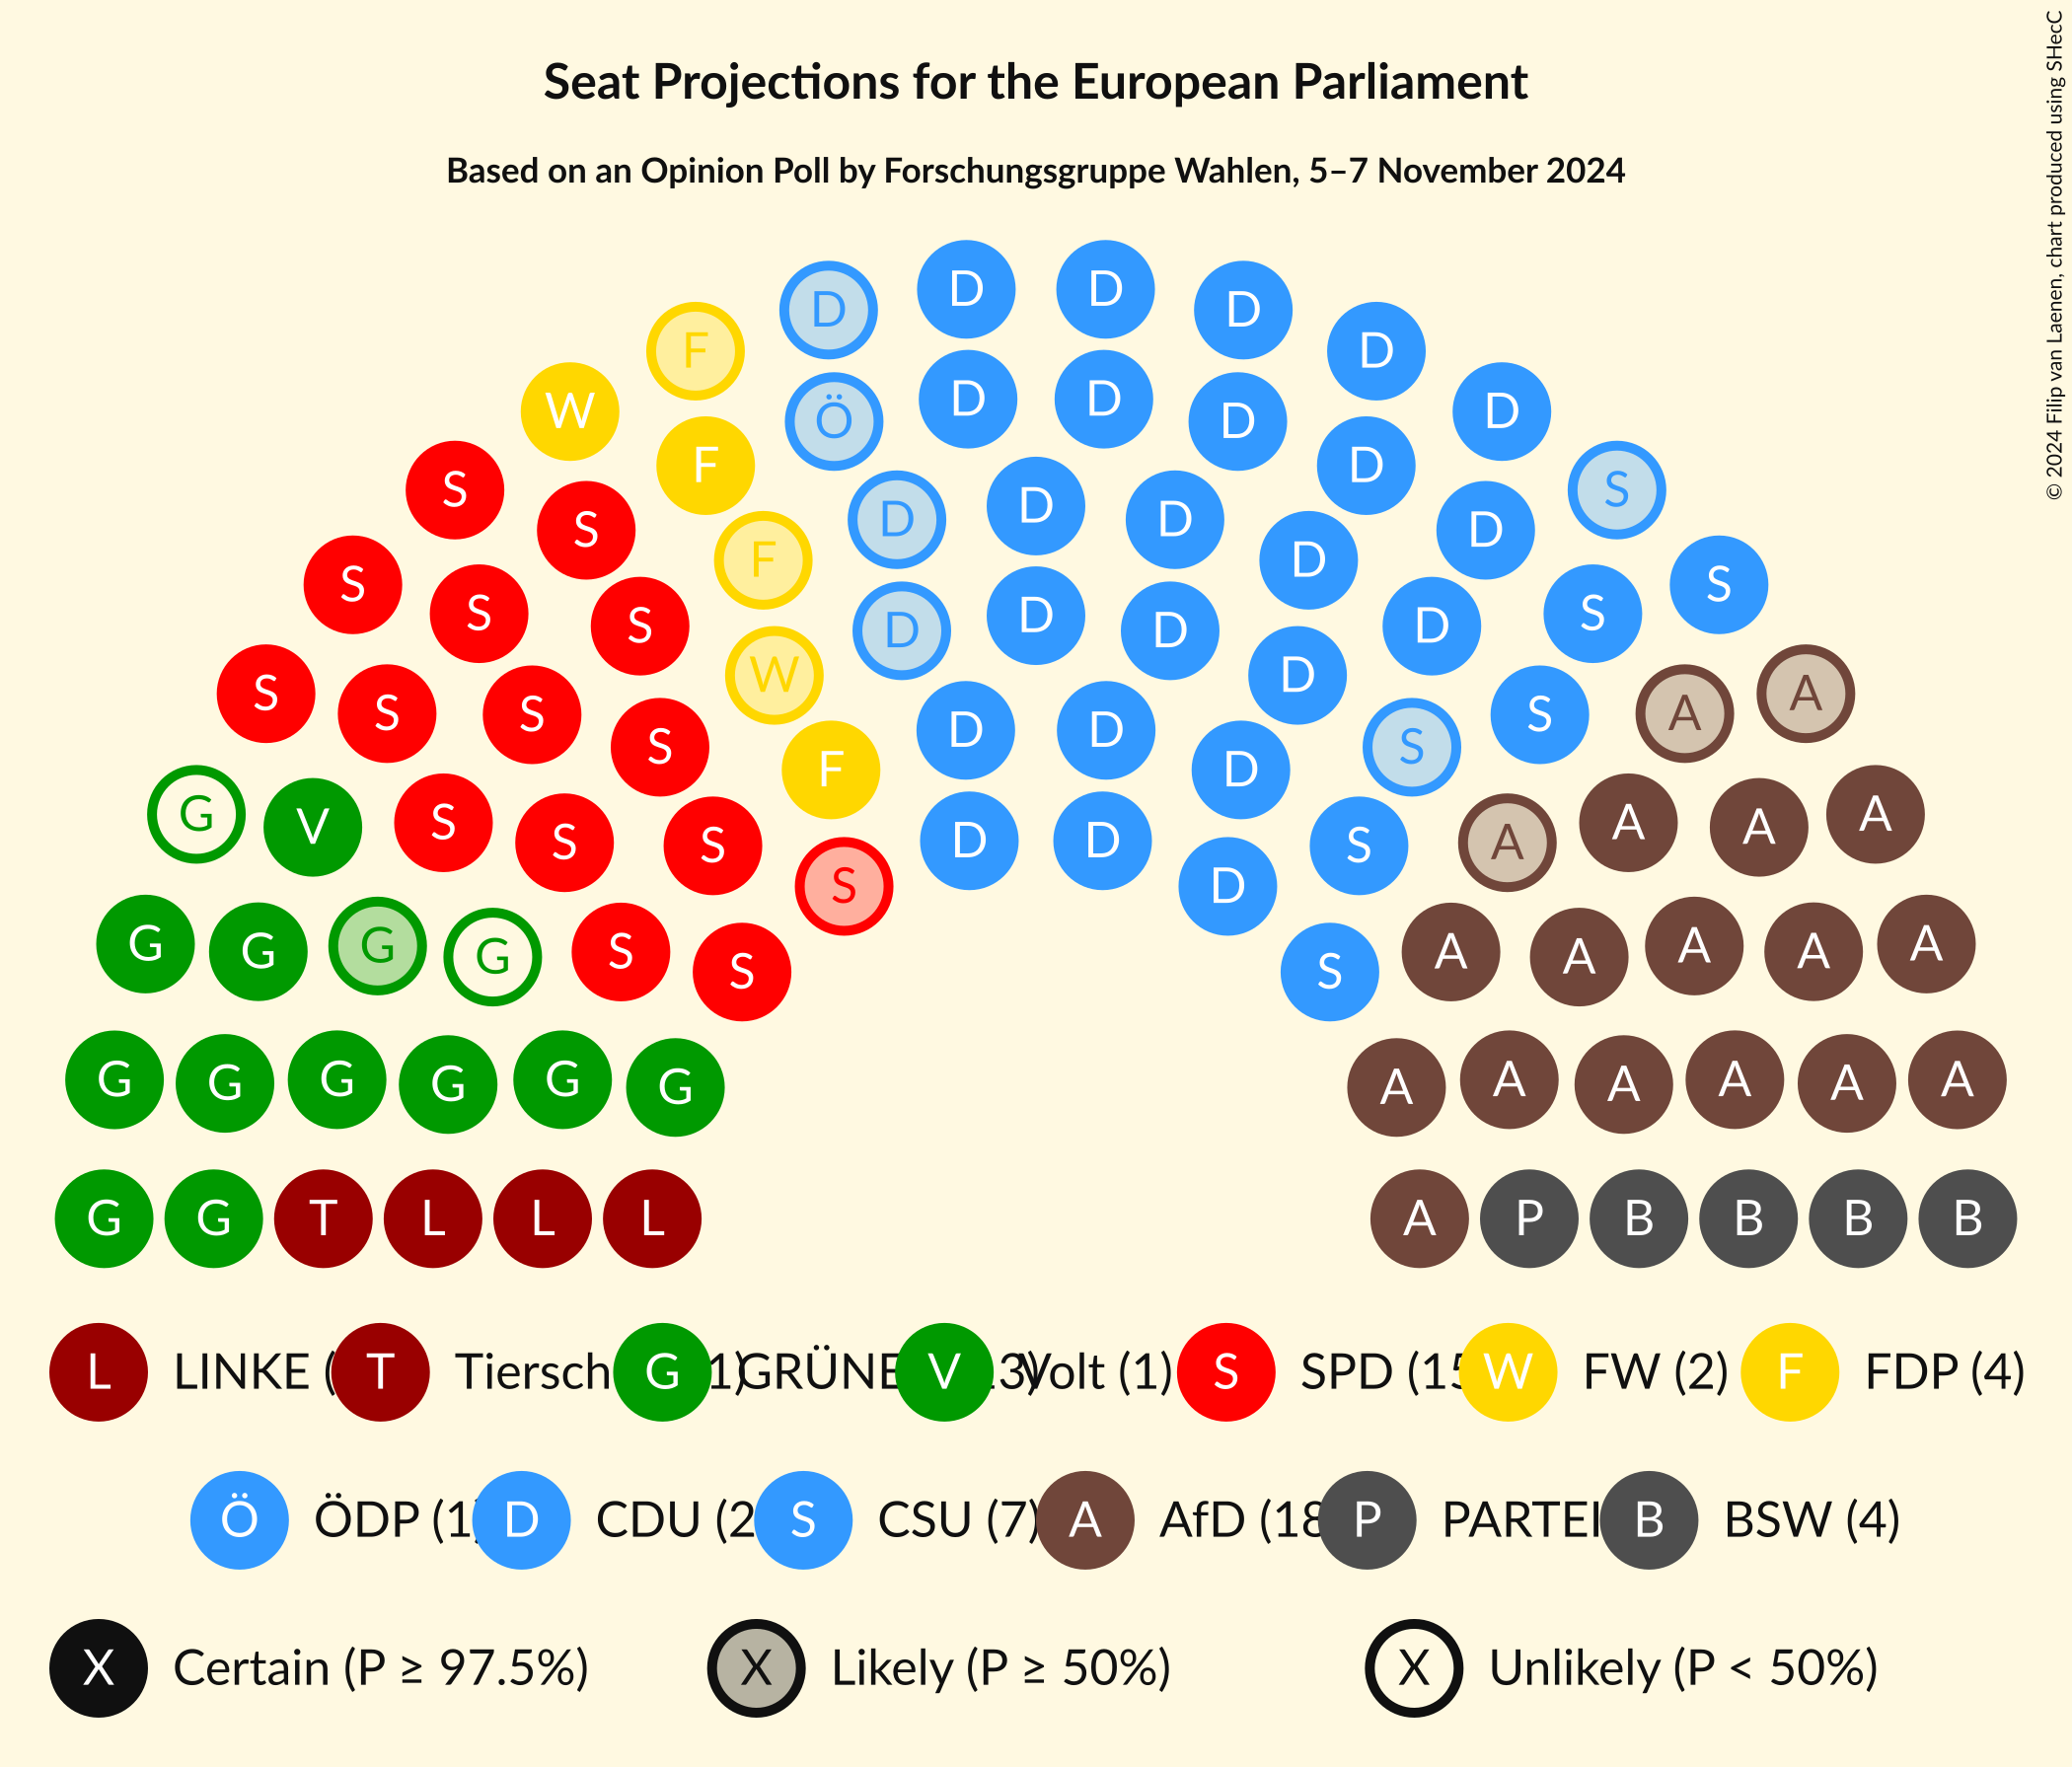 Seat Projections for the European Parliament
Based on an Opinion Poll by Forschungsgruppe Wahlen, 5–7 November 2024
© 2024 Filip van Laenen, chart produced using SHecC
D D D D
D F D
W Ö D D D D D
F D
S S D D D S
S F D
S S S D D D D S S
W D
S S S S D D S S A A
F D
G V S S S D D D S A A A A
S D
G G G G S S S A A A A A
G G G G G G A A A A A A
G G T L L L A P B B B B
L LINKE ( T Tiersch G 1) GRÜNE V 3) Volt (1) S SPD (15 W FW (2) F FDP (4)
Ö ÖDP (1 D CDU (2 S CSU (7) A AfD (18 P PARTEI B BSW (4)
X Certain (P ≥ 97.5%) X Likely (P ≥ 50%) X Unlikely (P < 50%)